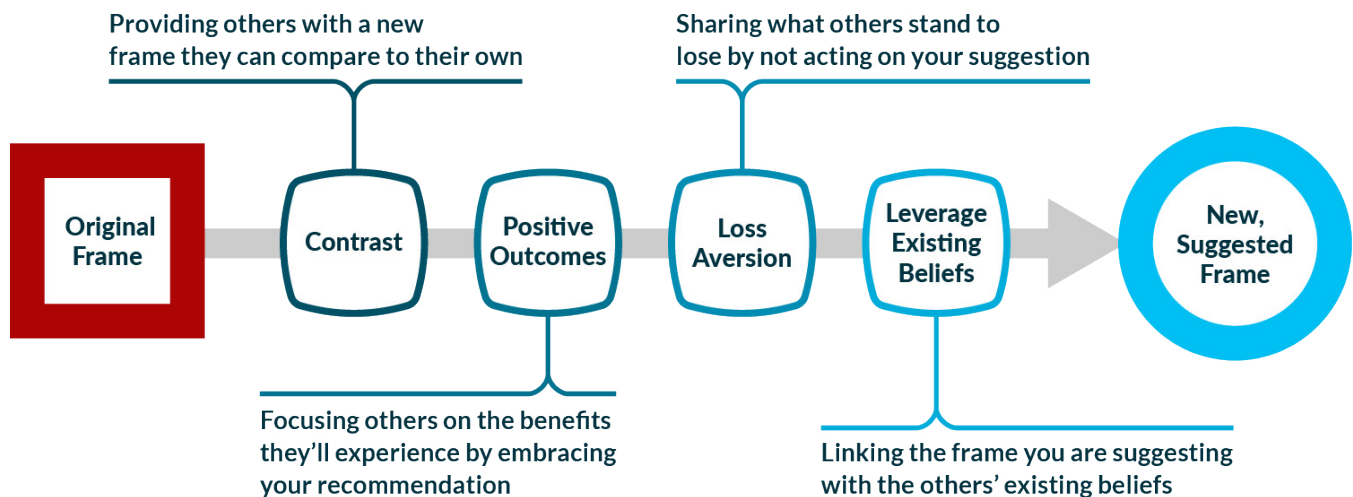 Providing others with a new
frame they can compare to their own
Sharing what others stand to
lose by not acting on your suggestion
Original
Frame
Contrast
Positive
Outcomes
Loss
Aversion
Leverage
Existing
Beliefs
New,
Suggested
Frame
Focusing others on the benefits
they’ll experience by embracing
your recommendation
Linking the frame you are suggesting
with the others’ existing beliefs